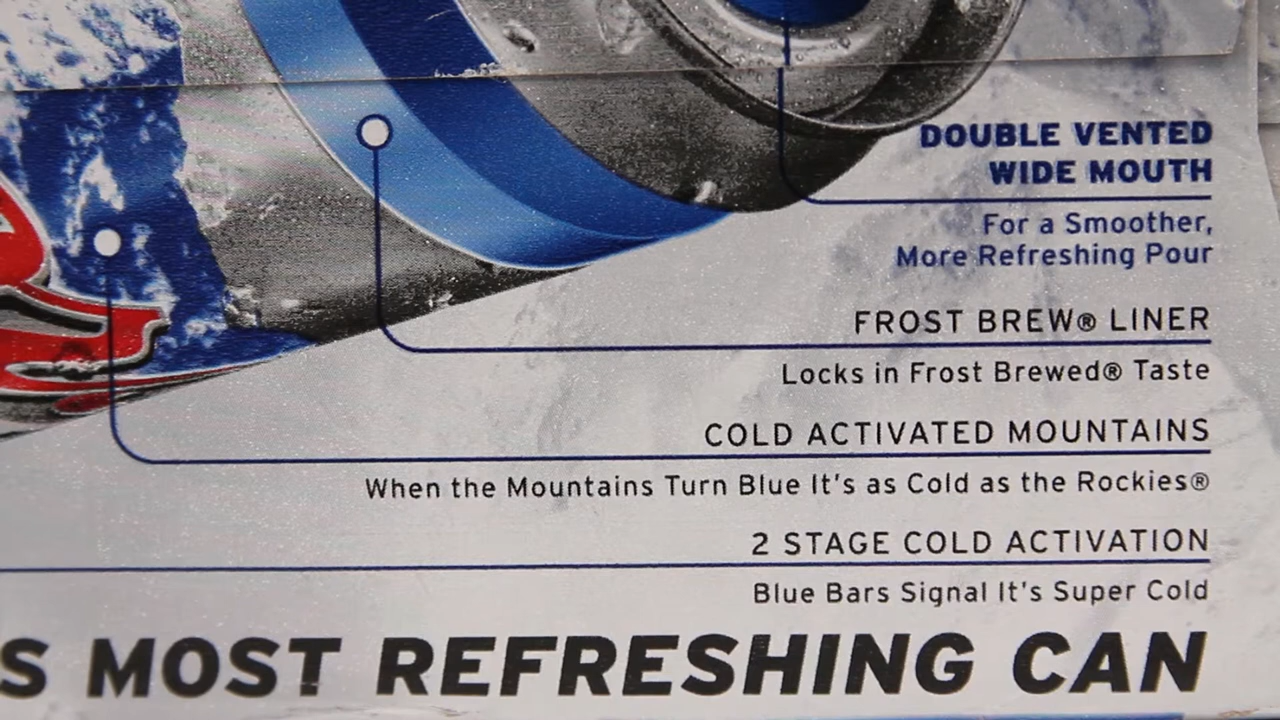 DOUBLE VENTED
WIDE MOUTH
For a Smoother,
More Refreshing Pour
FROST BREW® LINER
Locks in Frost Brewed® Taste
COLD ACTIVATED MOUNTAINS
When the Mountains Turn Blue It's as Cold as the Rockies®
2 STAGE COLD ACTIVATION
Blue Bars Signal It's Super Cold
S MOST REFRESHING CAN